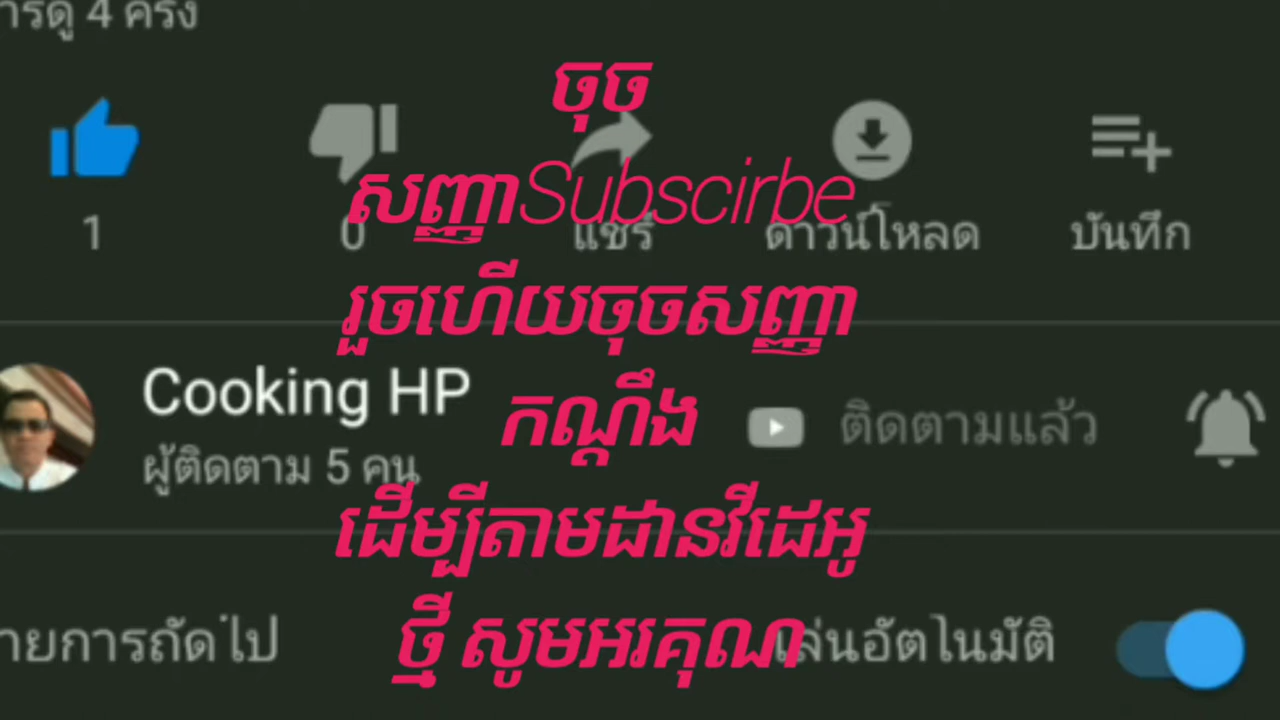 ารดู 4 ครั้ง
ចុច
សញ្ញាSubscirbe
1
0
แชร์
ดาวน์โหลด
บันทึก
រួចហើយចុចសញ្ញា
Cooking HP
កណ្ដឹង
ติดตามแล้ว
ผู้ติดตาม 5 คน
ដើម្បីតាមដានវីដេអូ
ថ្មី សូមអរគុណ
ายการถัดไป
เล่นอัตโนมัติ